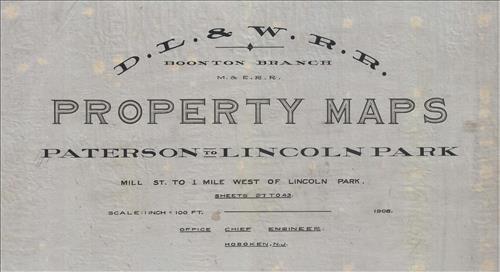 D. L. & W. R. R.
BOONTON BRANCH
M. & E. R. R.
PROPERTY MAPS
PATERSON TO LINCOLN PARK
MILL ST. TO 1 MILE WEST OF LINCOLN PARK.
SHEETS 27 TO 43.
SCALE: 1 INCH = 100 FT. 1908.
OFFICE CHIEF ENGINEER.
HOBOKEN, N.J.